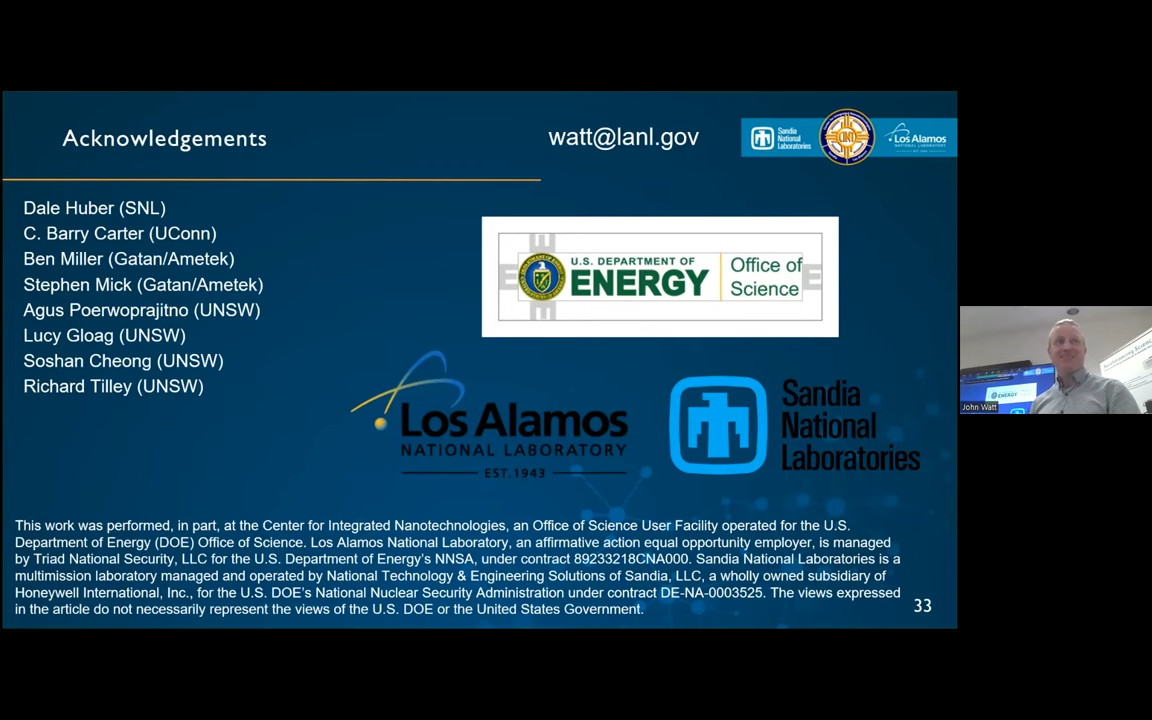 Acknowledgements
watt@lanl.gov
Sandia
National
Laboratories
Los Alamos
NATIONAL LABORATORY
Dale Huber (SNL)
C. Barry Carter (UConn)
Ben Miller (Gatan/Ametek)
Stephen Mick (Gatan/Ametek)
Agus Poerwoprajitno (UNSW)
Lucy Gloag (UNSW)
Soshan Cheong (UNSW)
Richard Tilley (UNSW)
U.S. DEPARTMENT OF
ENERGY
Office of
Science
Los Alamos
NATIONAL LABORATORY
EST. 1943
Sandia
National
Laboratories
This work was performed, in part, at the Center for Integrated Nanotechnologies, an Office of Science User Facility operated for the U.S.
Department of Energy (DOE) Office of Science. Los Alamos National Laboratory, an affirmative action equal opportunity employer, is managed
by Triad National Security, LLC for the U.S. Department of Energy’s NNSA, under contract 89233218CNA000. Sandia National Laboratories is a
multimission laboratory managed and operated by National Technology & Engineering Solutions of Sandia, LLC, a wholly owned subsidiary of
Honeywell International, Inc., for the U.S. DOE’s National Nuclear Security Administration under contract DE-NA-0003525. The views expressed
in the article do not necessarily represent the views of the U.S. DOE or the United States Government.
33
ENERGY
John Watt